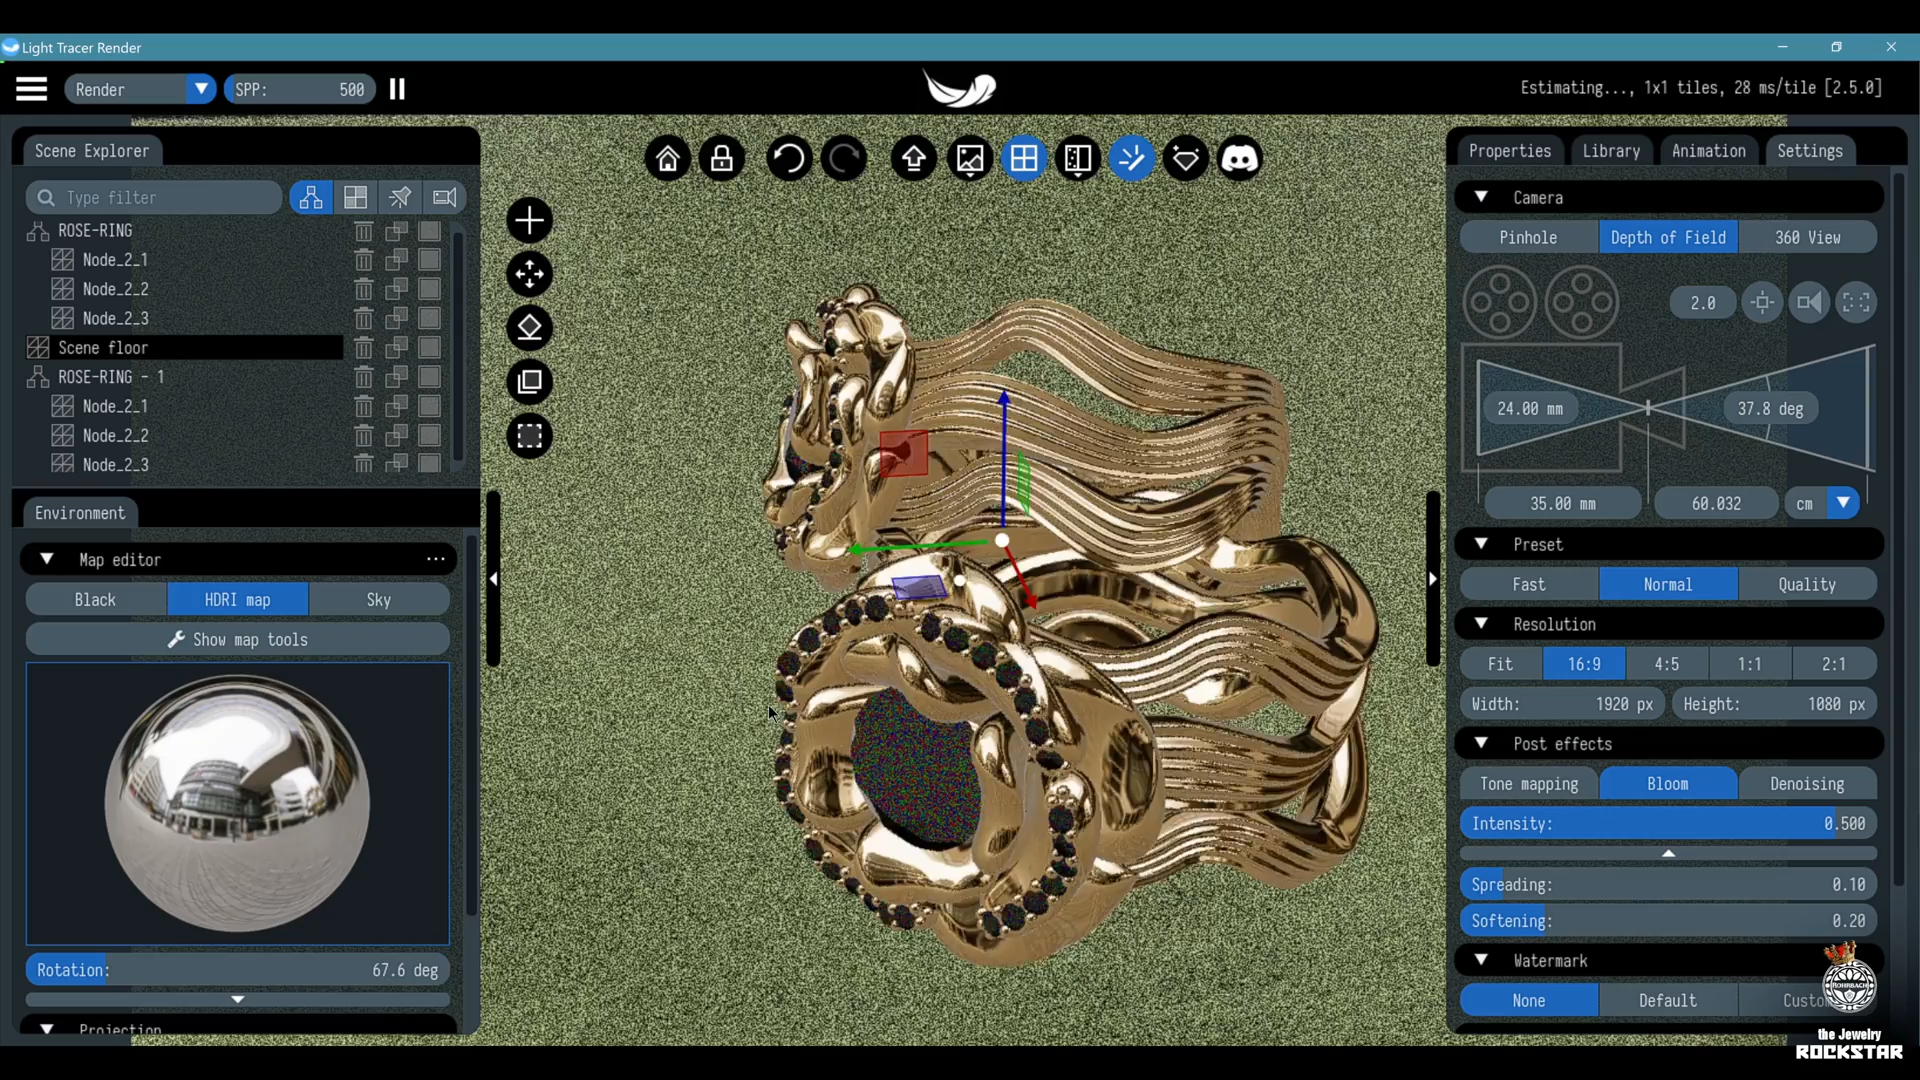 Light Tracer Render
Render
SPP: 500
Estimating..., 1x1 tiles, 28 ms/tile [2.5.0]
Scene Explorer
Type filter
ROSE-RING
Node_2_1
Node_2_2
Node_2_3
Scene floor
ROSE-RING - 1
Node_2_1
Node_2_2
Node_2_3
Environment
Map editor
Black HDRI map Sky
Show map tools
Rotation: 67.6 deg
Projection
Properties Library Animation Settings
Camera
Pinhole Depth of Field 360 View
2.0
24.00 mm 37.8 deg
35.00 mm 60.032 cm
Preset
Fast Normal Quality
Resolution
Fit 16:9 4:5 1:1 2:1
Width: 1920 px Height: 1080 px
Post effects
Tone mapping Bloom Denoising
Intensity: 0.500
Spreading: 0.10
Softening: 0.20
Watermark
None Default Custo
ROHRBACH
the Jewelry
ROCKSTAR